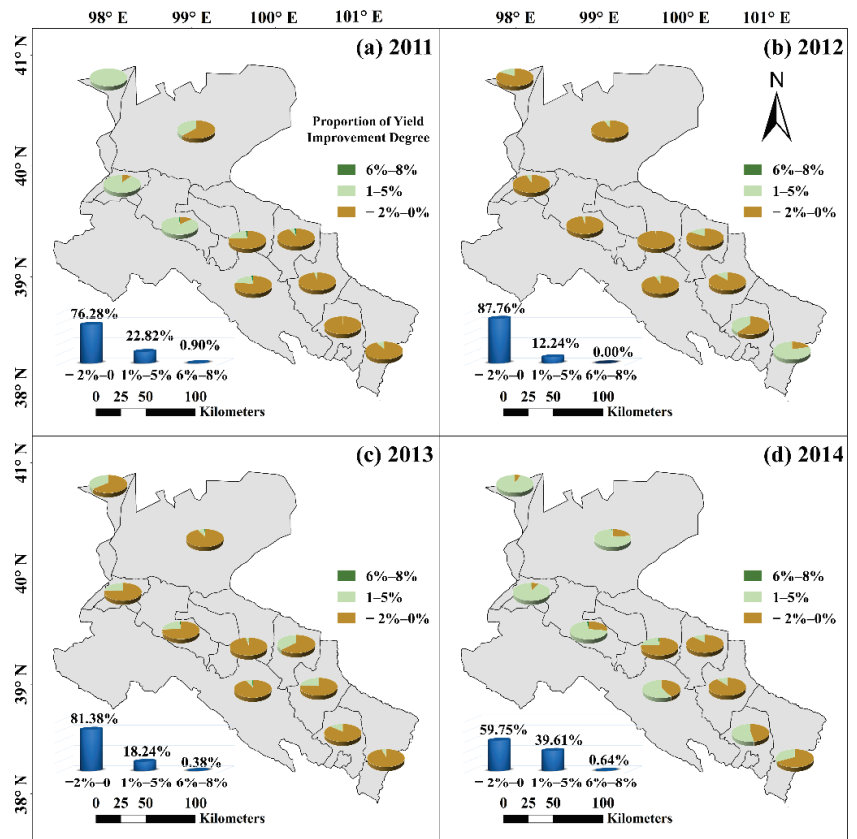 98° E 99° E 100° E 101° E
41° N
40° N
39° N
38° N
(a) 2011
Proportion of Yield
Improvement Degree
6%–8%
1–5%
− 2%–0%
76.28%
22.82%
0.90%
− 2%–0 1%–5% 6%–8%
0 25 50 100
Kilometers
(b) 2012
N
6%–8%
1–5%
− 2%–0%
87.76%
12.24%
0.00%
− 2%–0 1%–5% 6%–8%
0 25 50 100
Kilometers
41° N
40° N
39° N
38° N
(c) 2013
6%–8%
1–5%
− 2%–0%
81.38%
18.24%
0.38%
−2%–0 1%–5% 6%–8%
0 25 50 100
Kilometers
(d) 2014
6%–8%
1–5%
− 2%–0%
59.75%
39.61%
0.64%
−2%–0 1%–5% 6%–8%
0 25 50 100
Kilometers